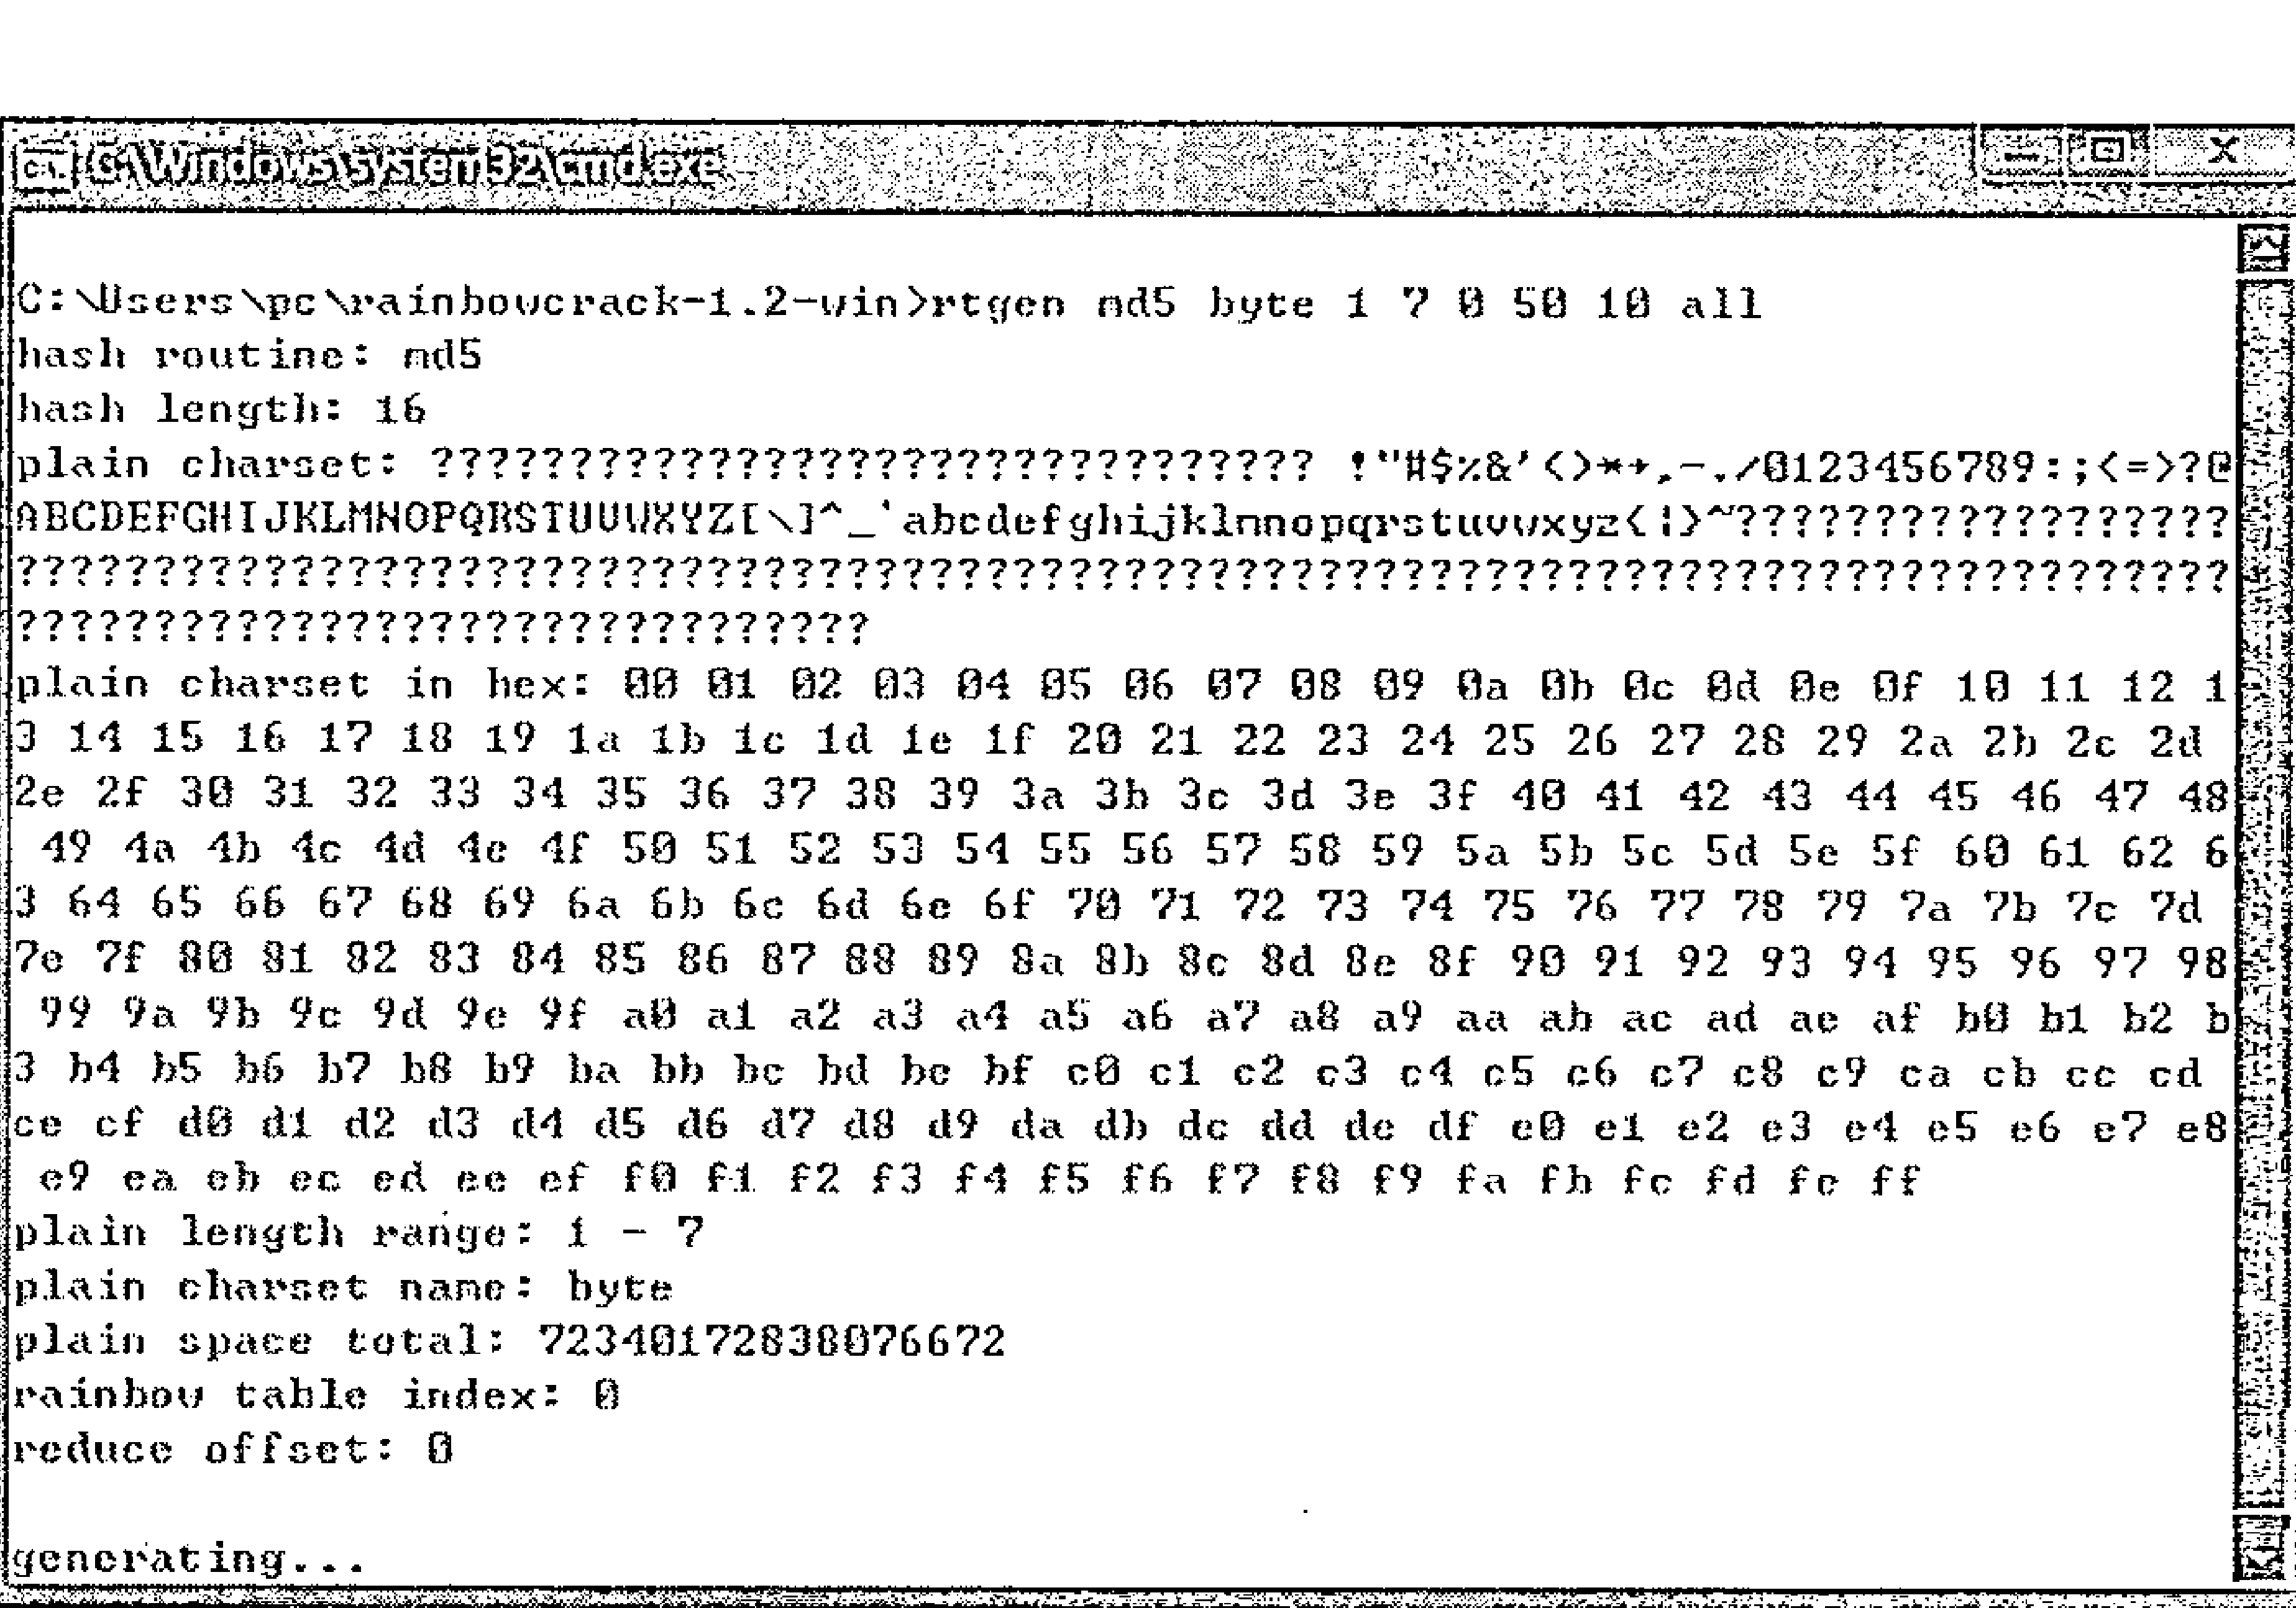 C:\Windows\system32\cmd.exe
C:\Users\pc\rainbowcrack-1.2-win>rtgen md5 byte 1 7 0 50 10 all
hash routine: md5
hash length: 16
plain charset: ???????????????????????????????? !"#$%&'()*+,-./0123456789:;<=>?@
ABCDEFGHIJKLMNOPQRSTUVWXYZ[\]^_`abcdefghijklmnopqrstuvwxyz{|}~??????????????????
????????????????????????????????????????????????????????????????????????????????
???????????????????????????????
plain charset in hex: 00 01 02 03 04 05 06 07 08 09 0a 0b 0c 0d 0e 0f 10 11 12 1
3 14 15 16 17 18 19 1a 1b 1c 1d 1e 1f 20 21 22 23 24 25 26 27 28 29 2a 2b 2c 2d
2e 2f 30 31 32 33 34 35 36 37 38 39 3a 3b 3c 3d 3e 3f 40 41 42 43 44 45 46 47 48
 49 4a 4b 4c 4d 4e 4f 50 51 52 53 54 55 56 57 58 59 5a 5b 5c 5d 5e 5f 60 61 62 6
3 64 65 66 67 68 69 6a 6b 6c 6d 6e 6f 70 71 72 73 74 75 76 77 78 79 7a 7b 7c 7d
7e 7f 80 81 82 83 84 85 86 87 88 89 8a 8b 8c 8d 8e 8f 90 91 92 93 94 95 96 97 98
 99 9a 9b 9c 9d 9e 9f a0 a1 a2 a3 a4 a5 a6 a7 a8 a9 aa ab ac ad ae af b0 b1 b2 b
3 b4 b5 b6 b7 b8 b9 ba bb bc bd be bf c0 c1 c2 c3 c4 c5 c6 c7 c8 c9 ca cb cc cd
ce cf d0 d1 d2 d3 d4 d5 d6 d7 d8 d9 da db dc dd de df e0 e1 e2 e3 e4 e5 e6 e7 e8
 e9 ea eb ec ed ee ef f0 f1 f2 f3 f4 f5 f6 f7 f8 f9 fa fb fc fd fe ff
plain length range: 1 - 7
plain charset name: byte
plain space total: 72340172838076672
rainbow table index: 0
reduce offset: 0
generating...